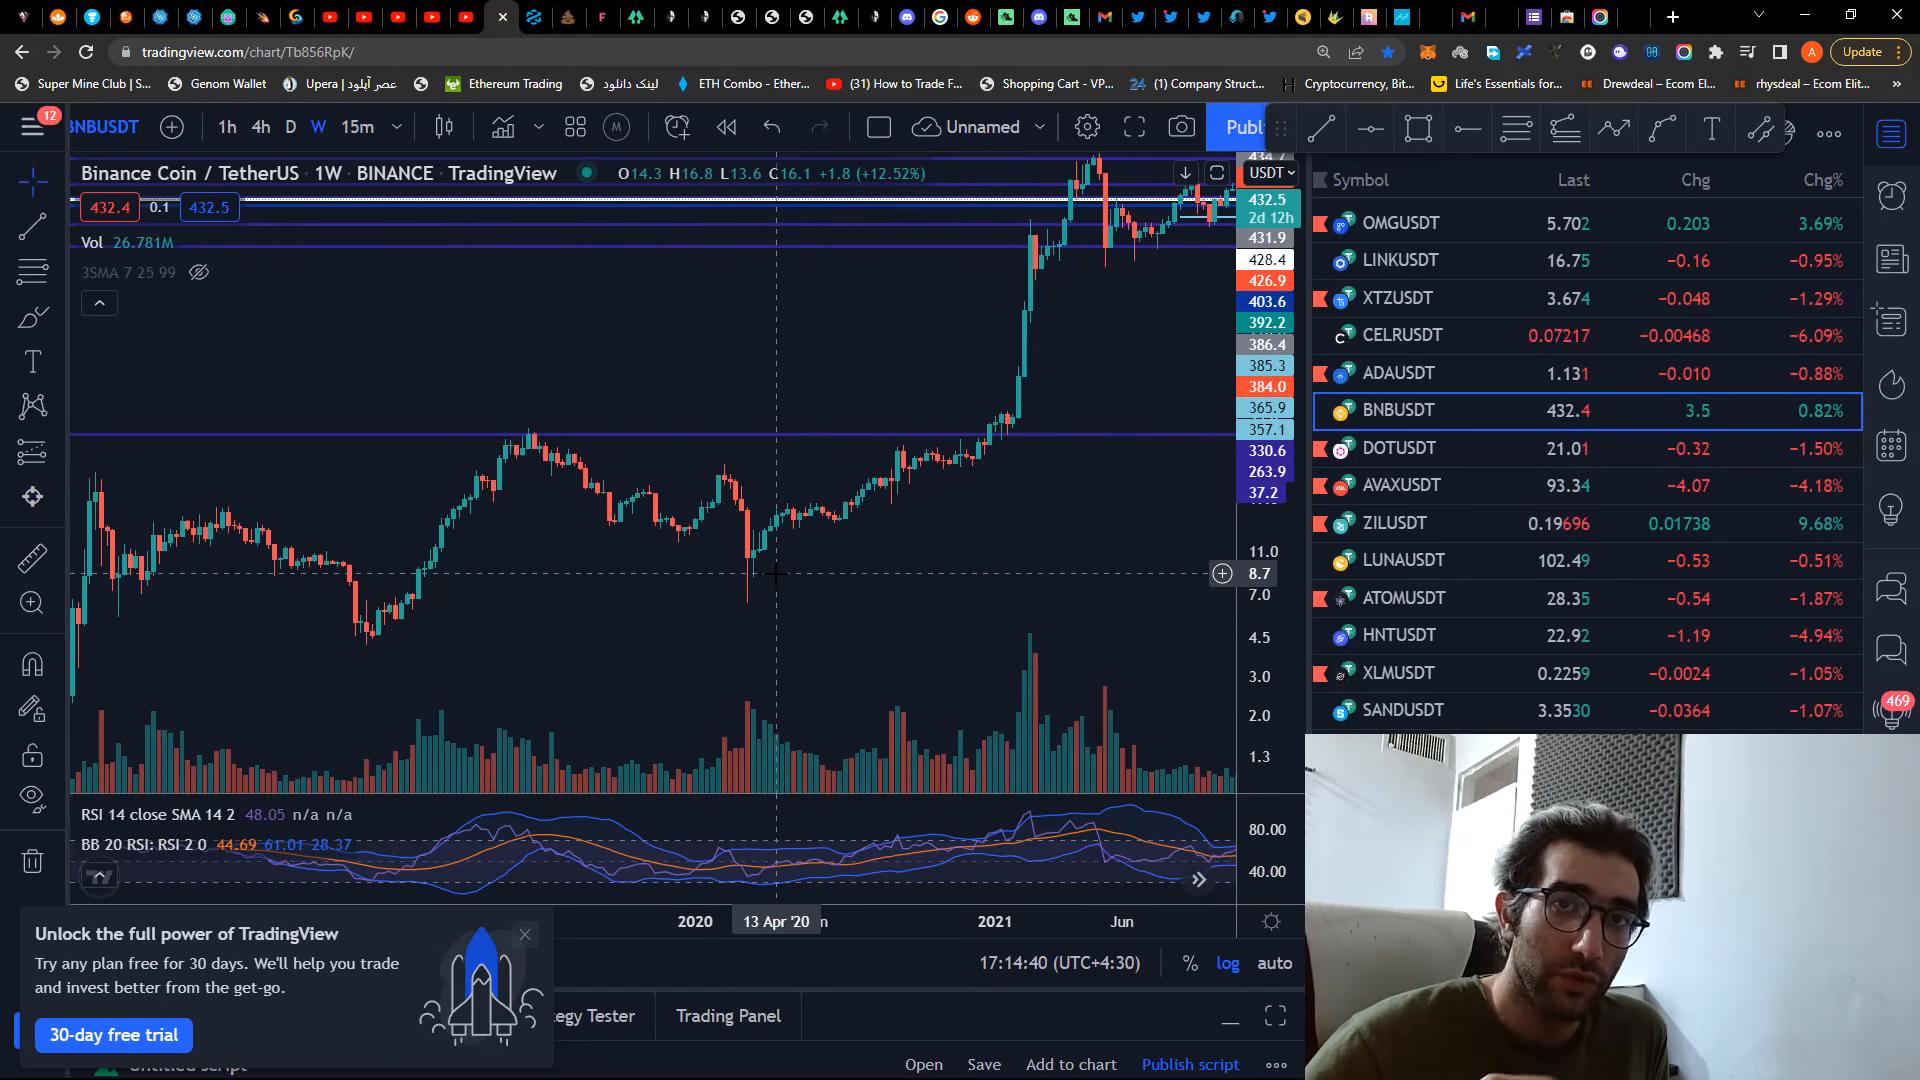 tradingview.com/chart/Tb856RpK/
Update
Super Mine Club | S...
Genom Wallet
عصر آپلود | Upera
Ethereum Trading
لینک دانلود
ETH Combo - Ether...
(31) How to Trade F...
Shopping Cart - VP...
(1) Company Struct...
Cryptocurrency, Bit...
Life's Essentials for...
Drewdeal – Ecom El...
rhysdeal – Ecom Elit...
12
BNBUSDT
1h 4h D W 15m
M
Unnamed
Publ
Binance Coin / TetherUS · 1W · BINANCE · TradingView
O14.3 H16.8 L13.6 C16.1 +1.8 (+12.52%)
432.4 0.1 432.5
Vol 26.781M
3SMA 7 25 99
434.7
USDT
432.5
2d 12h
431.9
428.4
426.9
403.6
392.2
386.4
385.3
384.0
365.9
357.1
330.6
263.9
37.2
11.0
8.7
7.0
4.5
3.0
2.0
1.3
RSI 14 close SMA 14 2 48.05 n/a n/a
BB 20 RSI: RSI 2 0 44.69 61.01 28.37
80.00
40.00
2020
13 Apr '20
2021
Jun
17:14:40 (UTC+4:30)
%
log
auto
Unlock the full power of TradingView
Try any plan free for 30 days. We'll help you trade
and invest better from the get-go.
30-day free trial
egy Tester
Trading Panel
Untitled script
Open
Save
Add to chart
Publish script
Symbol Last Chg Chg%
OMGUSDT 5.702 0.203 3.69%
LINKUSDT 16.75 −0.16 −0.95%
XTZUSDT 3.674 −0.048 −1.29%
CELRUSDT 0.07217 −0.00468 −6.09%
ADAUSDT 1.131 −0.010 −0.88%
BNBUSDT 432.4 3.5 0.82%
DOTUSDT 21.01 −0.32 −1.50%
AVAXUSDT 93.34 −4.07 −4.18%
ZILUSDT 0.19696 0.01738 9.68%
LUNAUSDT 102.49 −0.53 −0.51%
ATOMUSDT 28.35 −0.54 −1.87%
HNTUSDT 22.92 −1.19 −4.94%
XLMUSDT 0.2259 −0.0024 −1.05%
SANDUSDT 3.3530 −0.0364 −1.07%
469